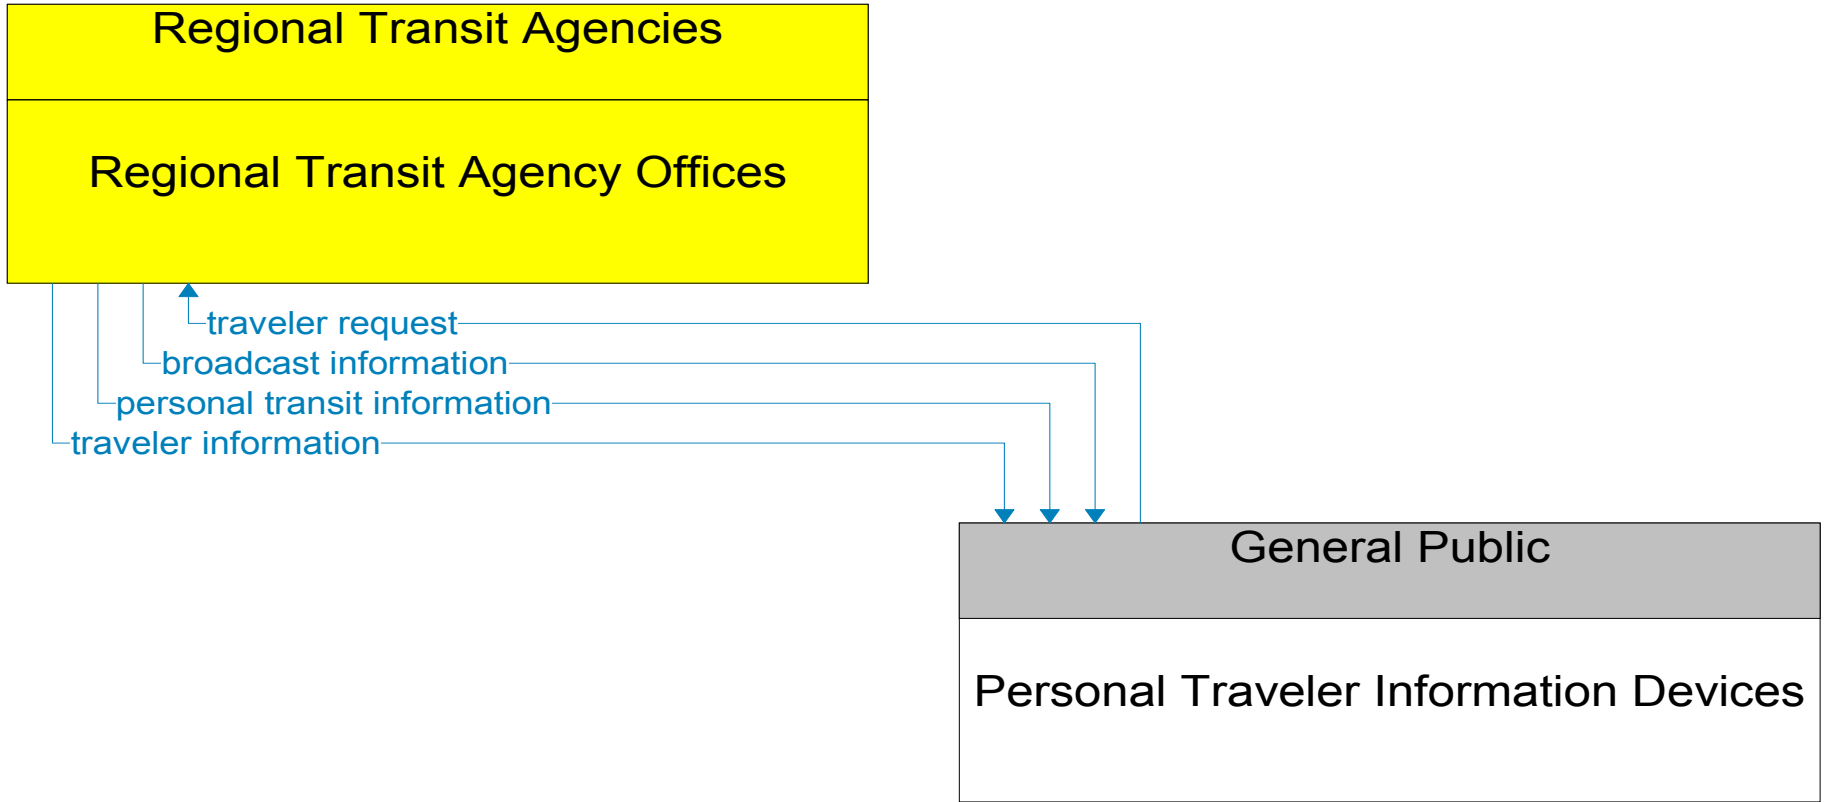 Regional Transit Agencies
Regional Transit Agency Offices
traveler request
broadcast information
personal transit information
traveler information
General Public
Personal Traveler Information Devices